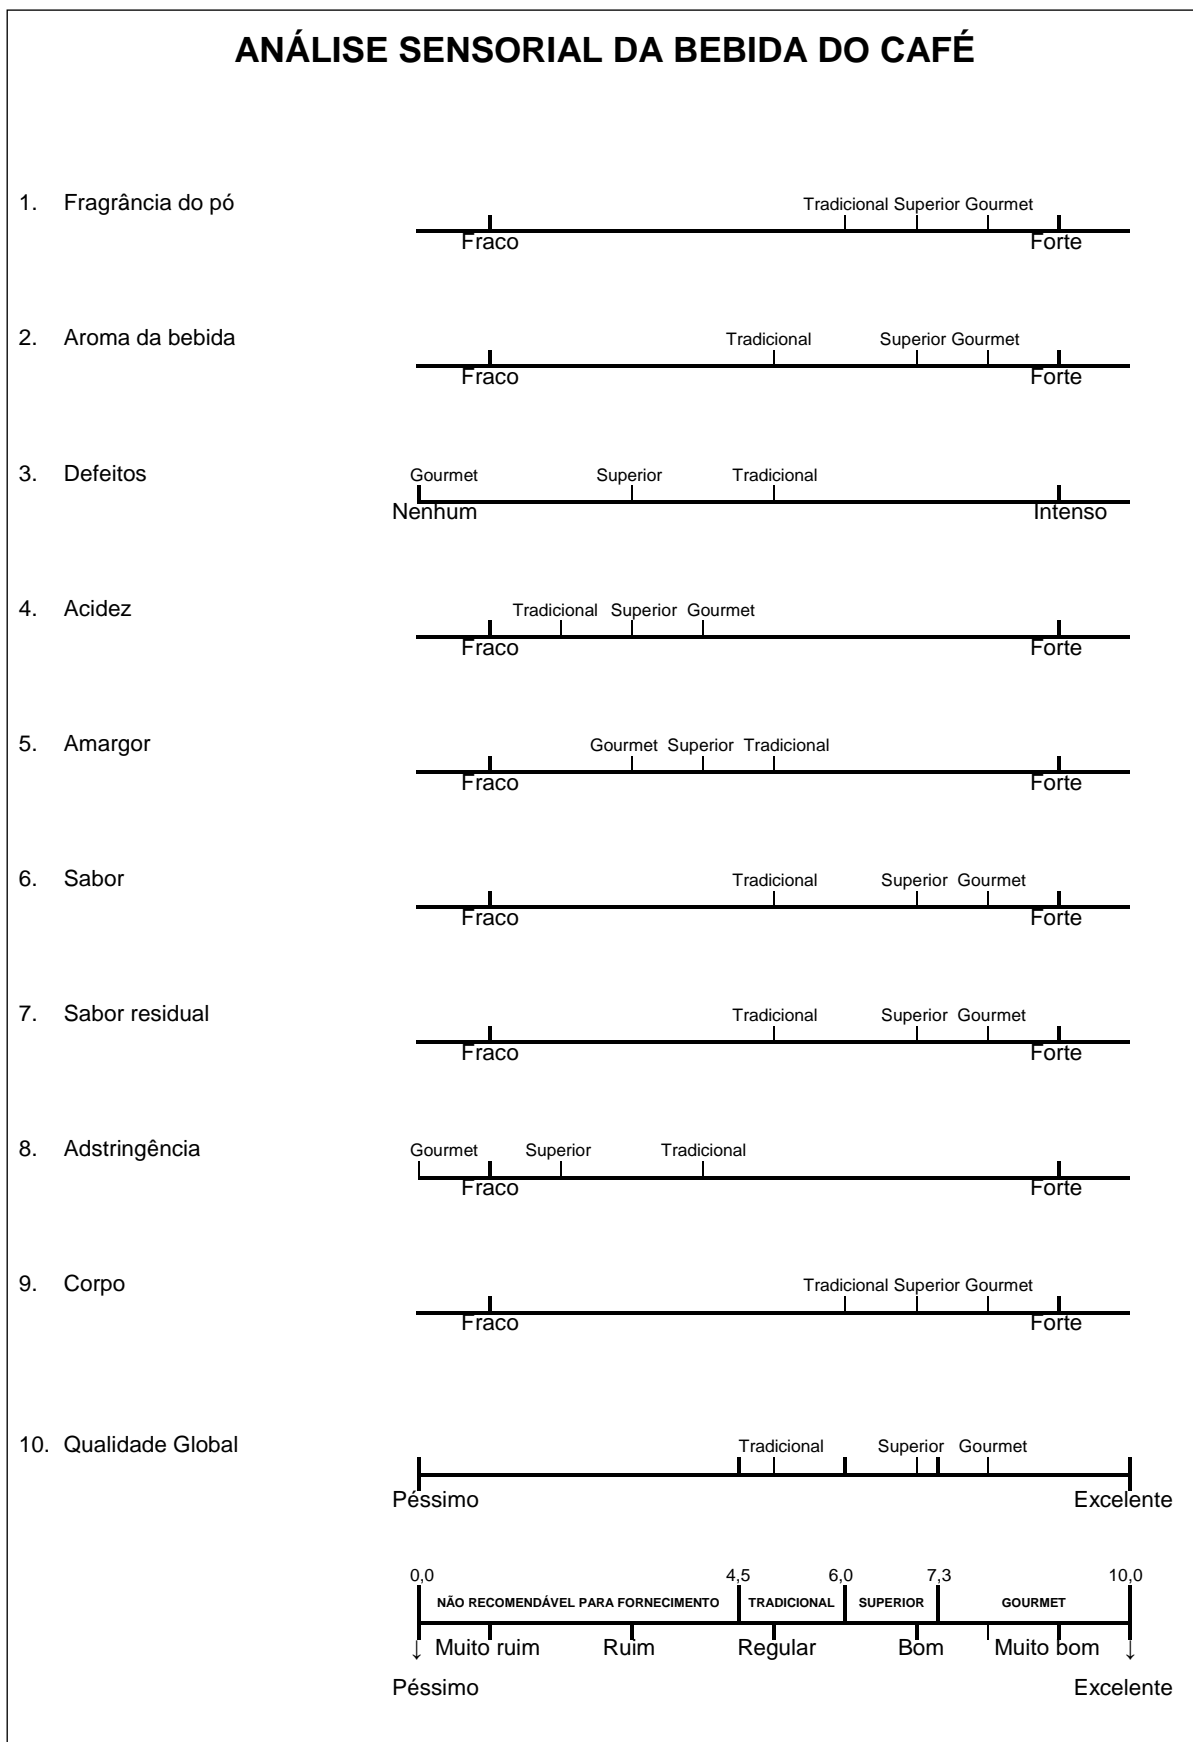 ANÁLISE SENSORIAL DA BEBIDA DO CAFÉ
1. Fragrância do pó
Tradicional Superior Gourmet
Fraco Forte
2. Aroma da bebida
Tradicional Superior Gourmet
Fraco Forte
3. Defeitos
Gourmet Superior Tradicional
Nenhum Intenso
4. Acidez
Tradicional Superior Gourmet
Fraco Forte
5. Amargor
Gourmet Superior Tradicional
Fraco Forte
6. Sabor
Tradicional Superior Gourmet
Fraco Forte
7. Sabor residual
Tradicional Superior Gourmet
Fraco Forte
8. Adstringência
Gourmet Superior Tradicional
Fraco Forte
9. Corpo
Tradicional Superior Gourmet
Fraco Forte
10. Qualidade Global
Tradicional Superior Gourmet
Péssimo Excelente
0,0 4,5 6,0 7,3 10,0
NÃO RECOMENDÁVEL PARA FORNECIMENTO TRADICIONAL SUPERIOR GOURMET
↓ Muito ruim Ruim Regular Bom Muito bom ↓
Péssimo Excelente